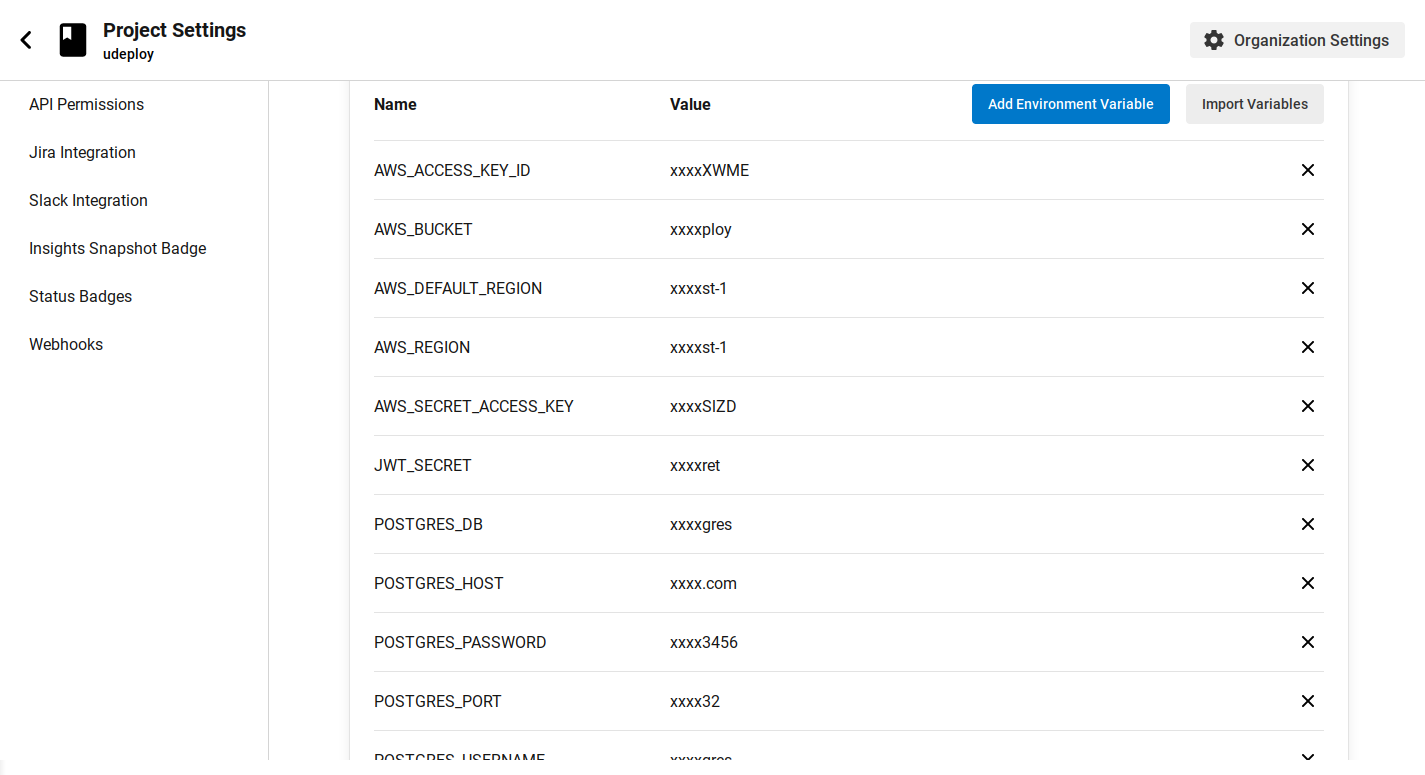 Project Settings
udeploy
Organization Settings
API Permissions
Jira Integration
Slack Integration
Insights Snapshot Badge
Status Badges
Webhooks
Name Value Add Environment Variable Import Variables
AWS_ACCESS_KEY_ID xxxxXWME
AWS_BUCKET xxxxploy
AWS_DEFAULT_REGION xxxxst-1
AWS_REGION xxxxst-1
AWS_SECRET_ACCESS_KEY xxxxSIZD
JWT_SECRET xxxxret
POSTGRES_DB xxxxgres
POSTGRES_HOST xxxx.com
POSTGRES_PASSWORD xxxx3456
POSTGRES_PORT xxxx32
POSTGRES_USERNAME xxxxgres